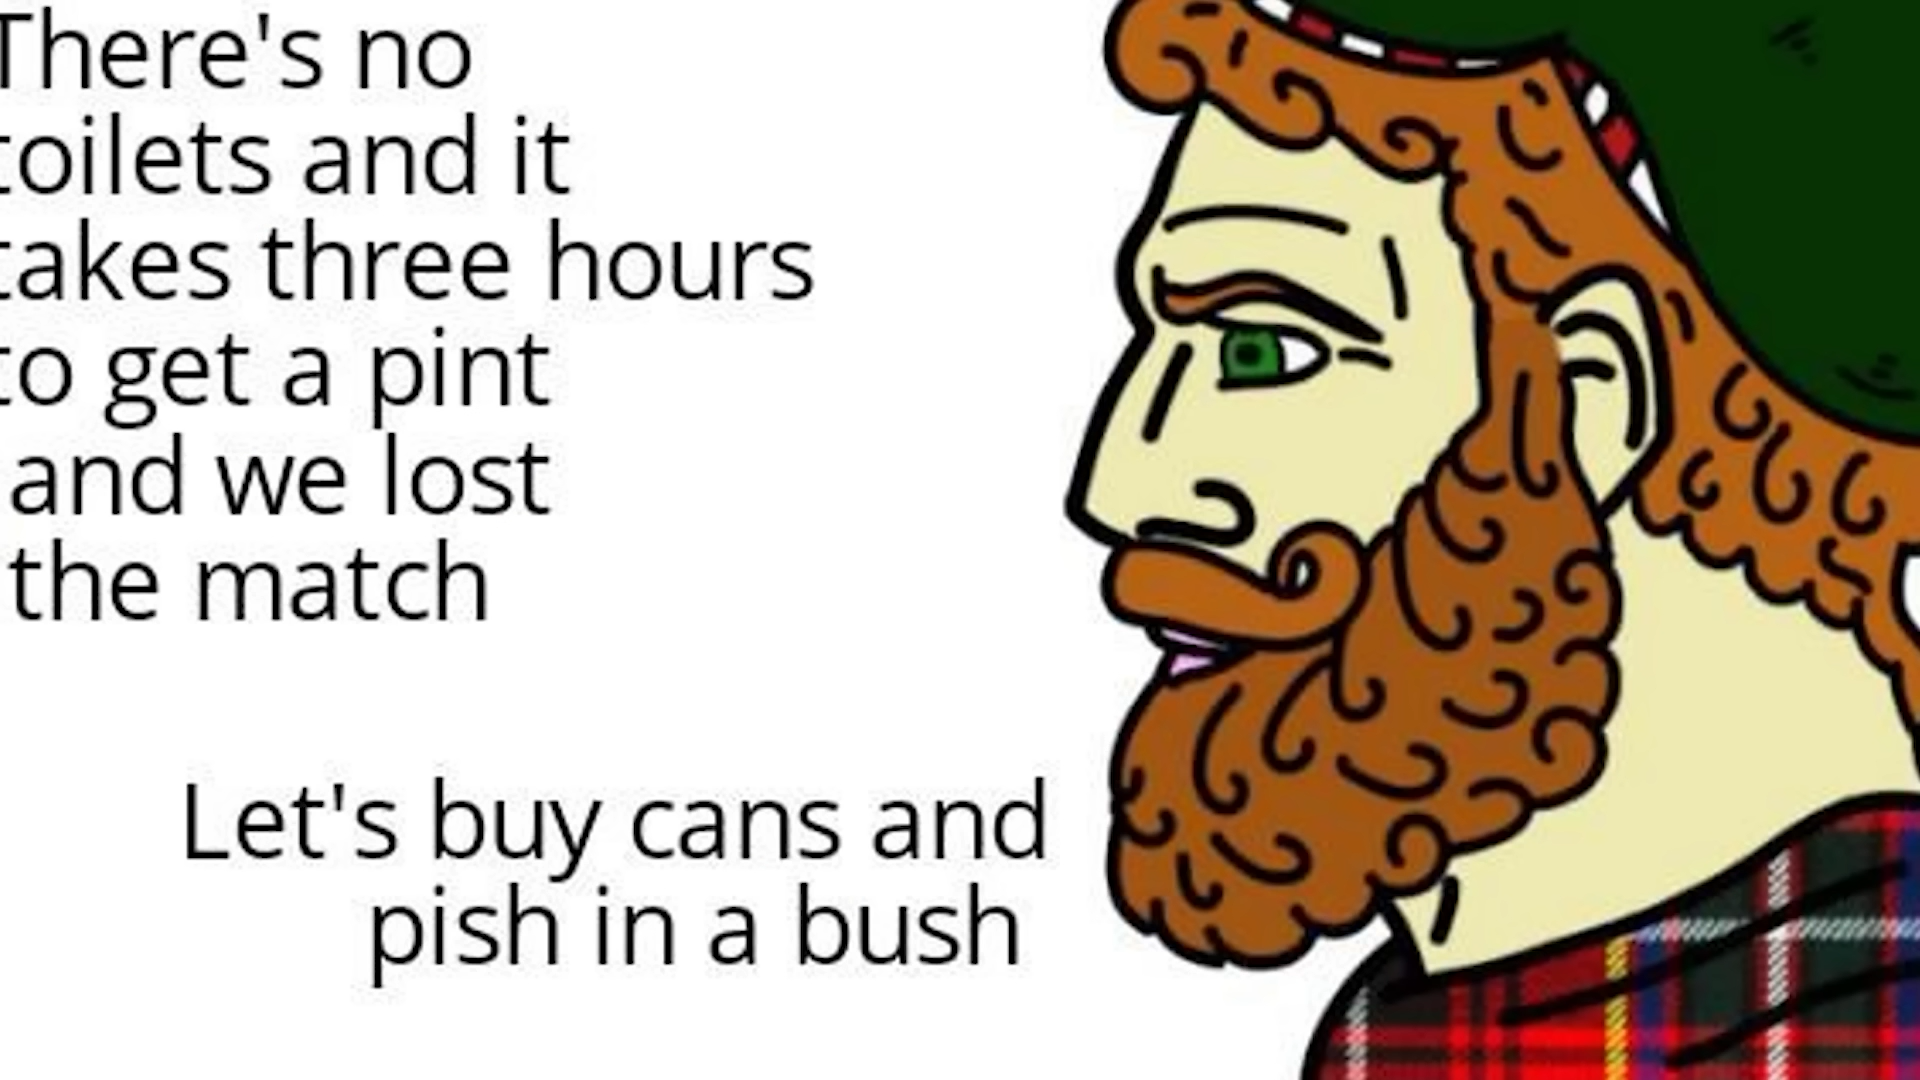 There's no
toilets and it
takes three hours
to get a pint
and we lost
the match
Let's buy cans and
pish in a bush